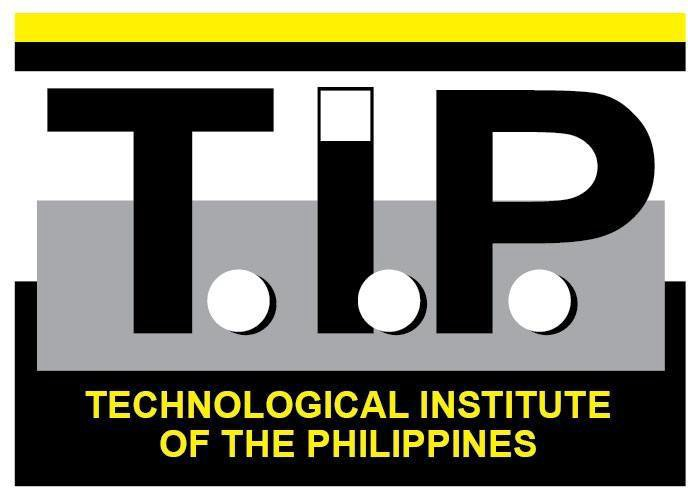 T.I.P.
TECHNOLOGICAL INSTITUTE
OF THE PHILIPPINES